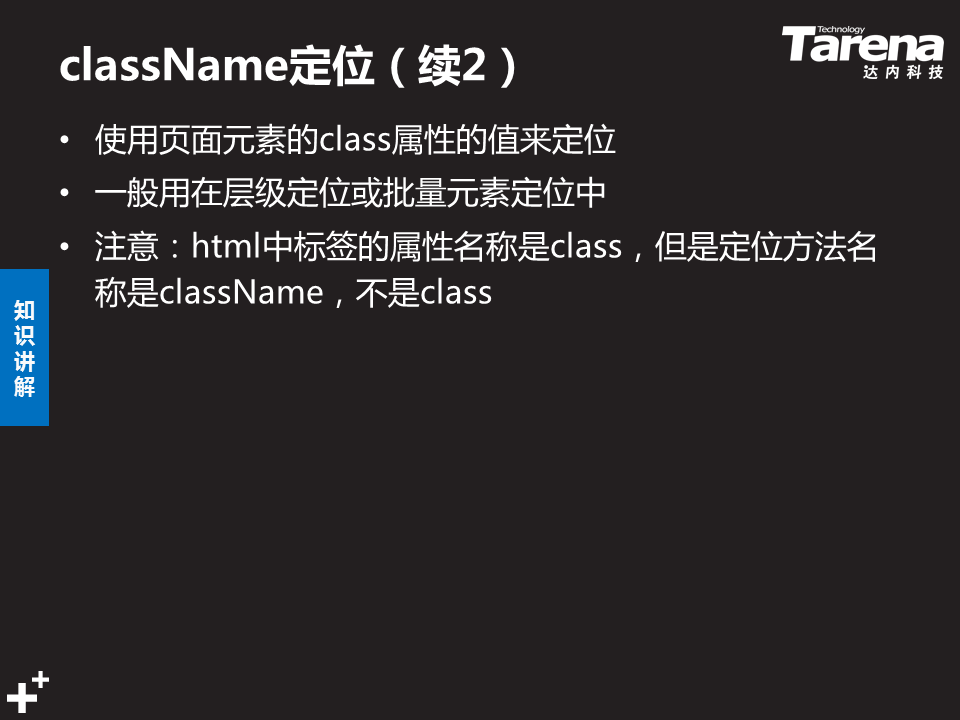 className定位（续2）
Technology
Tarena
达内科技
• 使用页面元素的class属性的值来定位
• 一般用在层级定位或批量元素定位中
• 注意：html中标签的属性名称是class，但是定位方法名
称是className，不是class
知
识
讲
解